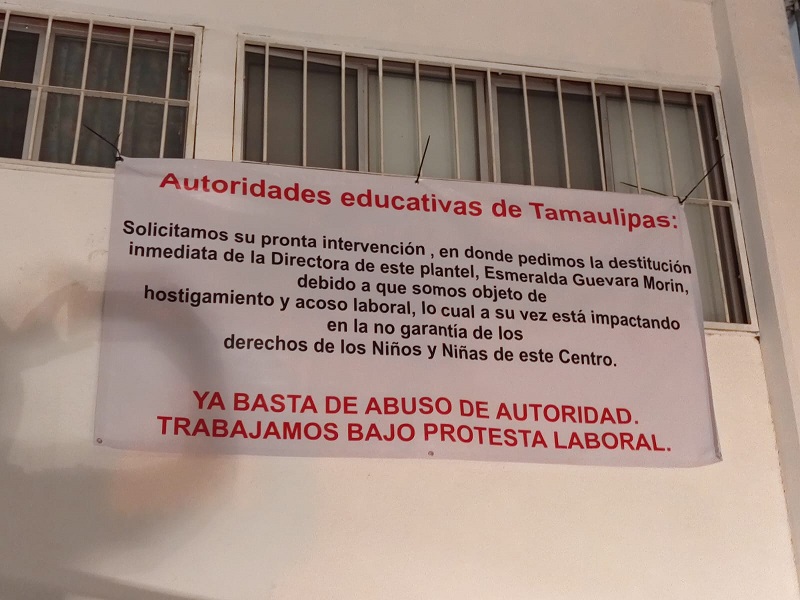 Autoridades educativas de Tamaulipas:
Solicitamos su pronta intervención , en donde pedimos la destitución
inmediata de la Directora de este plantel, Esmeralda Guevara Morin,
debido a que somos objeto de
hostigamiento y acoso laboral, lo cual a su vez está impactando
en la no garantía de los
derechos de los Niños y Niñas de este Centro.
YA BASTA DE ABUSO DE AUTORIDAD.
TRABAJAMOS BAJO PROTESTA LABORAL.